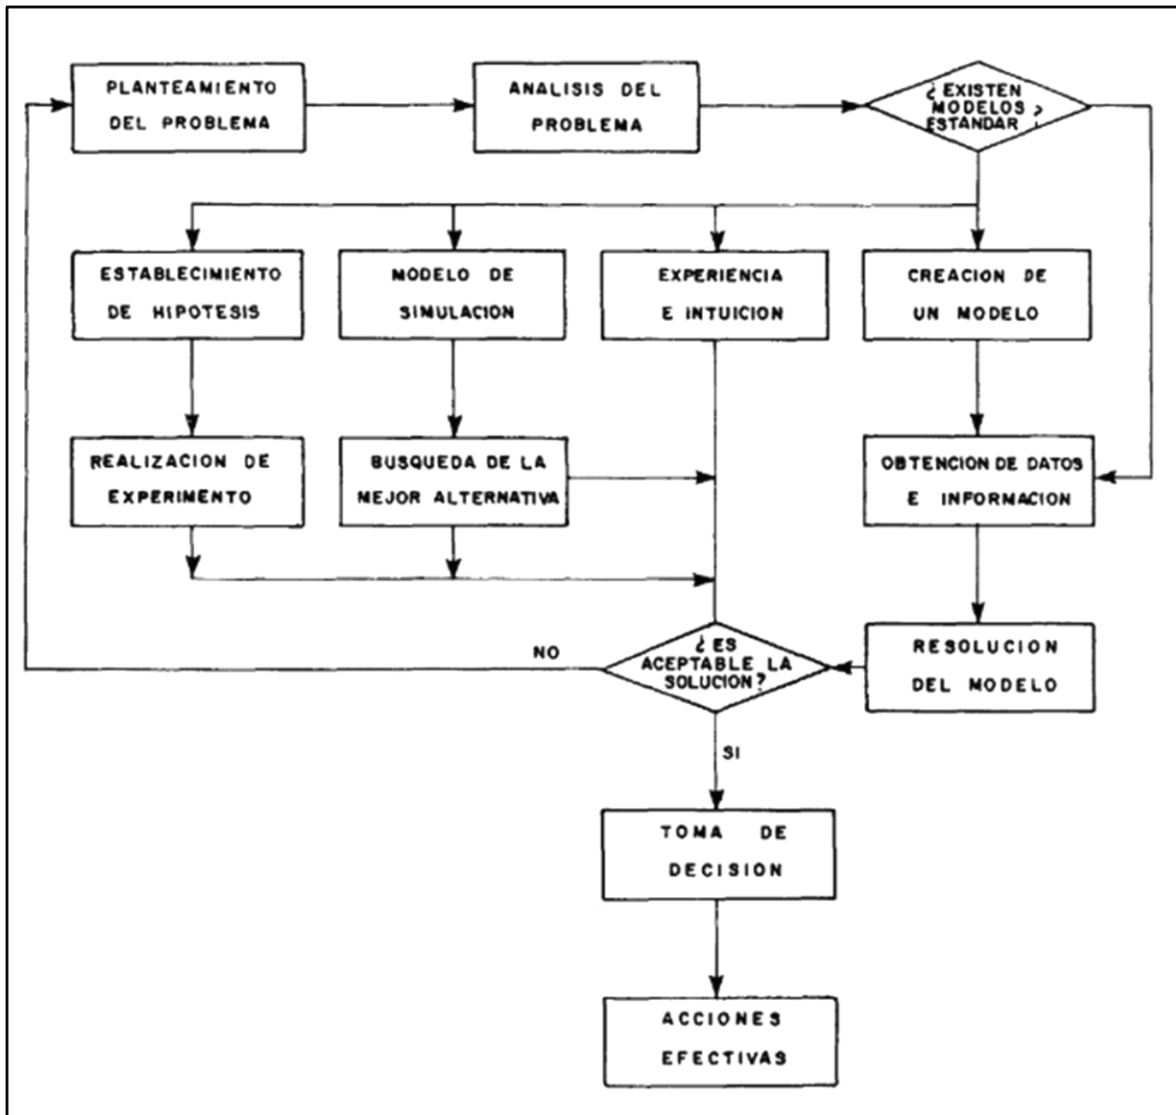 PLANTEAMIENTO
DEL PROBLEMA
ANALISIS DEL
PROBLEMA
¿EXISTEN
MODELOS
ESTANDAR?
ESTABLECIMIENTO
DE HIPOTESIS
MODELO DE
SIMULACION
EXPERIENCIA
E INTUICION
CREACION DE
UN MODELO
REALIZACION DE
EXPERIMENTO
BUSQUEDA DE LA
MEJOR ALTERNATIVA
OBTENCION DE DATOS
E INFORMACION
NO
¿ES
ACEPTABLE LA
SOLUCION?
RESOLUCION
DEL MODELO
SI
TOMA DE
DECISION
ACCIONES
EFECTIVAS